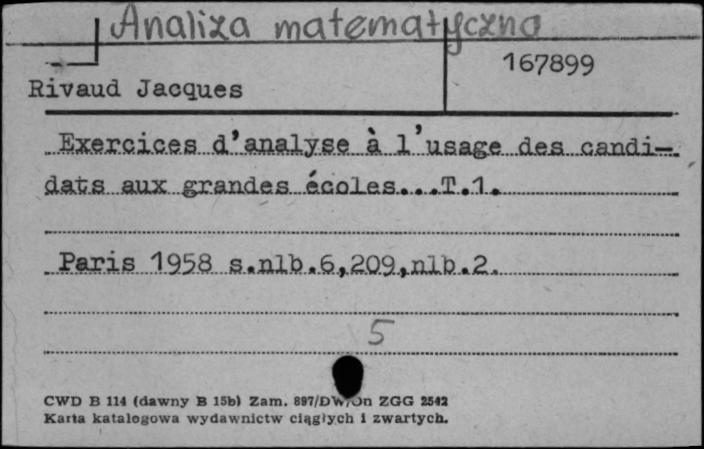 Analiza matematyczna
167899
Rivaud Jacques
Exercices d'analyse à l'usage des candi-
dats aux grandes écoles...T.1.
Paris 1958 s.nlb.6,209,nlb.2.
5
CWD B 114 (dawny B 15b) Zam. 897/DW/On ZGG 2542
Karta katalogowa wydawnictw ciągłych i zwartych.